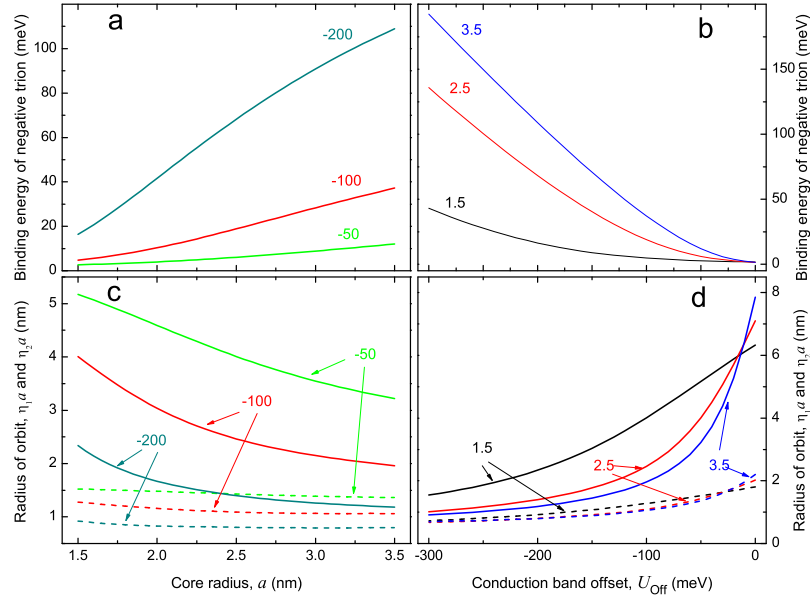 a
b
Binding energy of negative trion (meV)
100
80
60
40
20
0
-200
-100
-50
3.5
2.5
1.5
150
100
50
0
Binding energy of negative trion (meV)
c
d
Radius of orbit, η₁a and η₂a (nm)
5
4
3
2
1
-50
-100
-200
1.5
2.5
3.5
8
6
4
2
0
Radius of orbit, η₁a and η₂a (nm)
1.5 2.0 2.5 3.0 3.5
-300 -200 -100 0
Core radius, a (nm)
Conduction band offset, U_Off (meV)